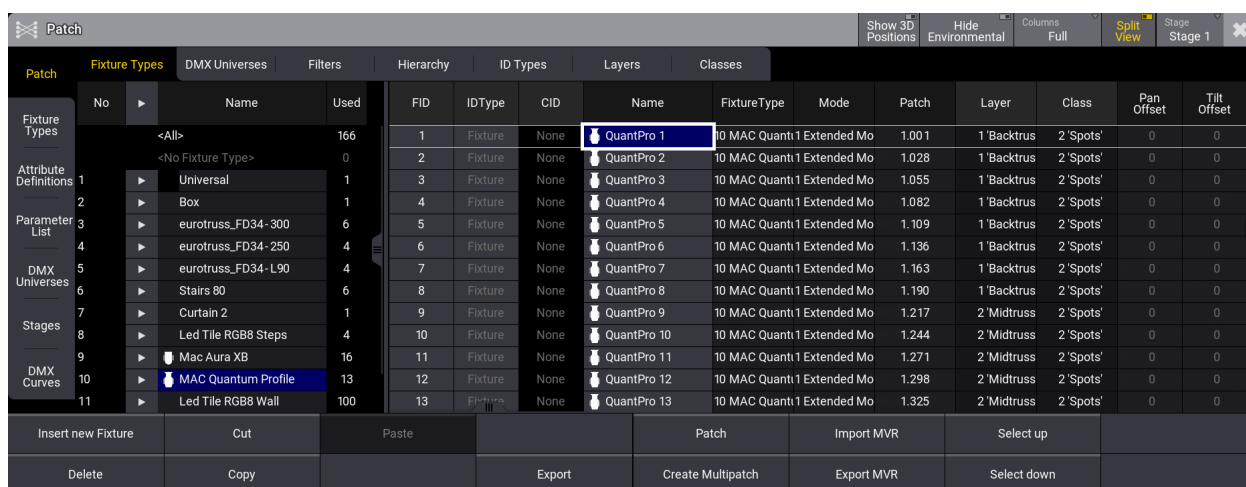 Patch
Show 3D Positions
Hide Environmental
Columns
Full
Split View
Stage
Stage 1
Patch
Fixture Types
DMX Universes
Filters
Hierarchy
ID Types
Layers
Classes
Fixture Types
Attribute Definitions
Parameter List
DMX Universes
Stages
DMX Curves
No Name Used
<All> 166
<No Fixture Type> 0
1 Universal 1
2 Box 1
3 eurotruss_FD34-300 6
4 eurotruss_FD34-250 4
5 eurotruss_FD34-L90 4
6 Stairs 80 6
7 Curtain 2 1
8 Led Tile RGB8 Steps 4
9 Mac Aura XB 16
10 MAC Quantum Profile 13
11 Led Tile RGB8 Wall 100
FID IDType CID Name FixtureType Mode Patch Layer Class Pan Offset Tilt Offset
1 Fixture None QuantPro 1 10 MAC Quantu 1 Extended Mo 1.001 1 'Backtrus 2 'Spots' 0 0
2 Fixture None QuantPro 2 10 MAC Quantu 1 Extended Mo 1.028 1 'Backtrus 2 'Spots' 0 0
3 Fixture None QuantPro 3 10 MAC Quantu 1 Extended Mo 1.055 1 'Backtrus 2 'Spots' 0 0
4 Fixture None QuantPro 4 10 MAC Quantu 1 Extended Mo 1.082 1 'Backtrus 2 'Spots' 0 0
5 Fixture None QuantPro 5 10 MAC Quantu 1 Extended Mo 1.109 1 'Backtrus 2 'Spots' 0 0
6 Fixture None QuantPro 6 10 MAC Quantu 1 Extended Mo 1.136 1 'Backtrus 2 'Spots' 0 0
7 Fixture None QuantPro 7 10 MAC Quantu 1 Extended Mo 1.163 1 'Backtrus 2 'Spots' 0 0
8 Fixture None QuantPro 8 10 MAC Quantu 1 Extended Mo 1.190 1 'Backtrus 2 'Spots' 0 0
9 Fixture None QuantPro 9 10 MAC Quantu 1 Extended Mo 1.217 2 'Midtruss 2 'Spots' 0 0
10 Fixture None QuantPro 10 10 MAC Quantu 1 Extended Mo 1.244 2 'Midtruss 2 'Spots' 0 0
11 Fixture None QuantPro 11 10 MAC Quantu 1 Extended Mo 1.271 2 'Midtruss 2 'Spots' 0 0
12 Fixture None QuantPro 12 10 MAC Quantu 1 Extended Mo 1.298 2 'Midtruss 2 'Spots' 0 0
13 Fixture None QuantPro 13 10 MAC Quantu 1 Extended Mo 1.325 2 'Midtruss 2 'Spots' 0 0
Insert new Fixture
Cut
Paste
Patch
Import MVR
Select up
Delete
Copy
Export
Create Multipatch
Export MVR
Select down